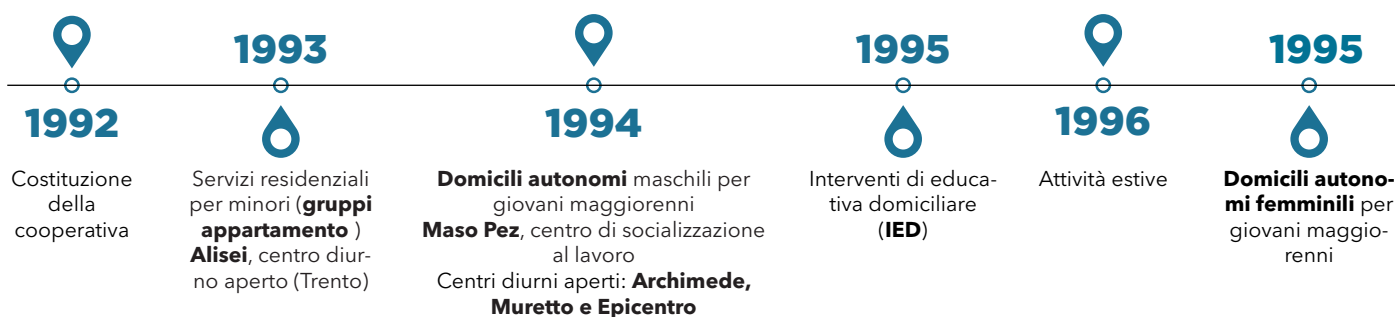 1992
Costituzione
della
cooperativa
1993
Servizi residenziali
per minori (gruppi
appartamento )
Alisei, centro diur-
no aperto (Trento)
1994
Domicili autonomi maschili per
giovani maggiorenni
Maso Pez, centro di socializzazione
al lavoro
Centri diurni aperti: Archimede,
Muretto e Epicentro
1995
Interventi di educa-
tiva domiciliare
(IED)
1996
Attività estive
1995
Domicili autono-
mi femminili per
giovani maggio-
renni